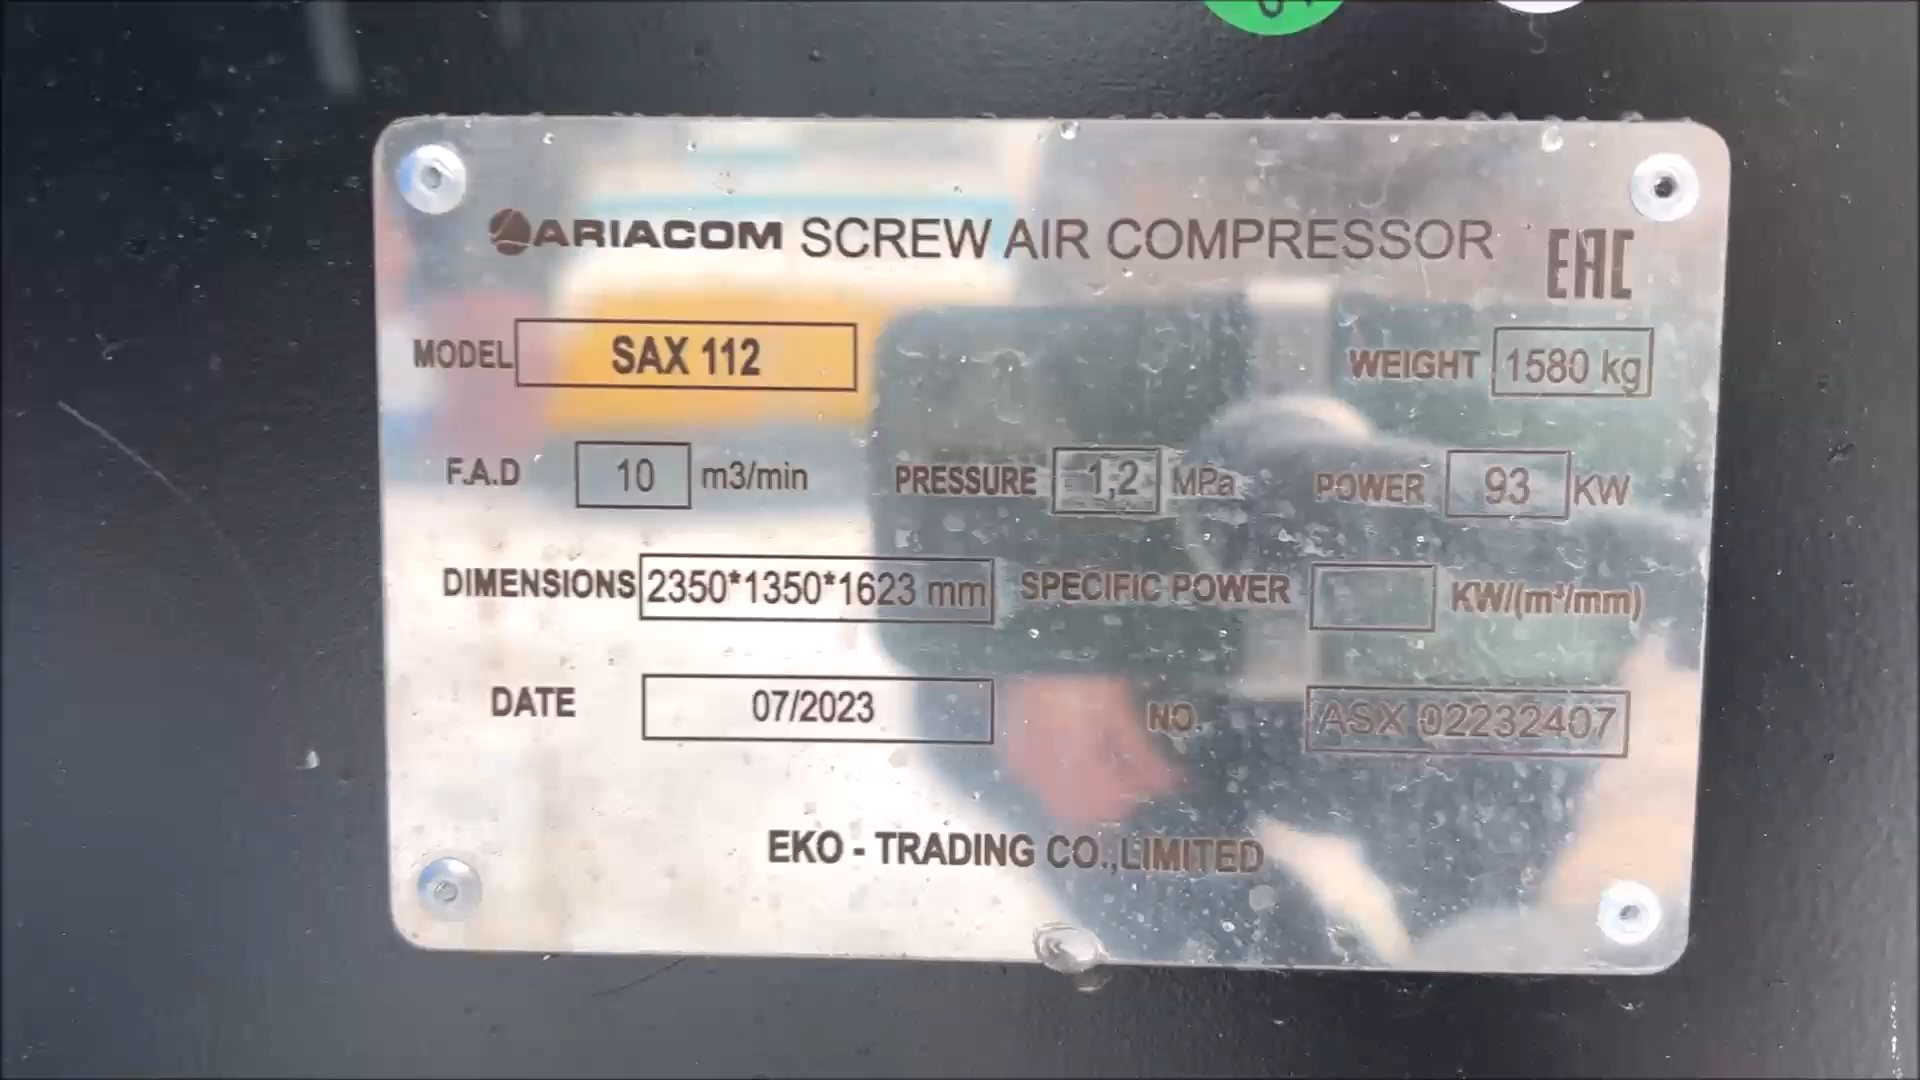 ARIACOM SCREW AIR COMPRESSOR EAC
MODEL SAX 112 WEIGHT 1580 kg
F.A.D 10 m3/min PRESSURE 1,2 MPa POWER 93 KW
DIMENSIONS 2350*1350*1623 mm SPECIFIC POWER KW/(m³/mm)
DATE 07/2023 NO. ASX 02232407
EKO - TRADING CO.,LIMITED